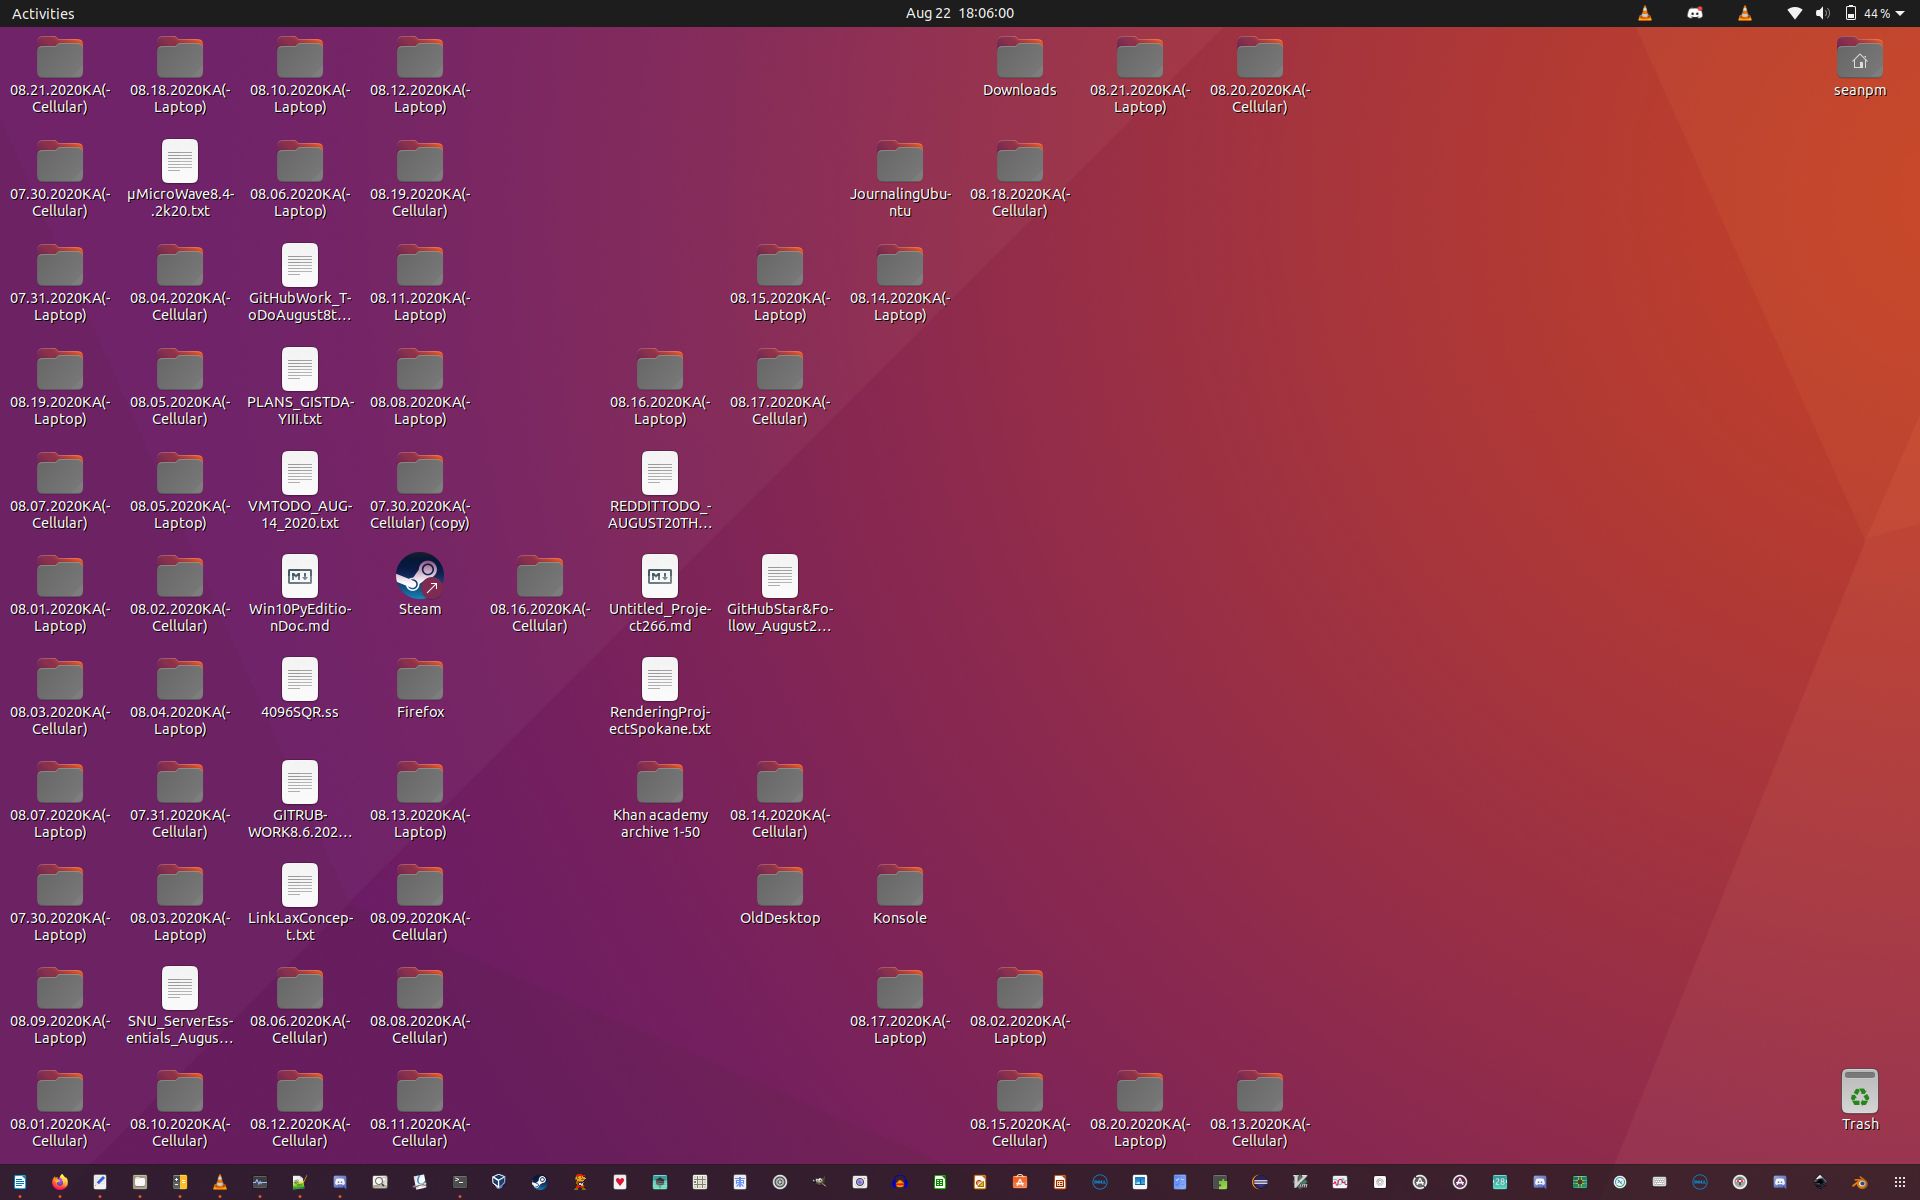 Activities
Aug 22 18:06:00
44 %
08.21.2020KA(-
Cellular)
08.18.2020KA(-
Laptop)
08.10.2020KA(-
Laptop)
08.12.2020KA(-
Laptop)
Downloads
08.21.2020KA(-
Laptop)
08.20.2020KA(-
Cellular)
seanpm
07.30.2020KA(-
Cellular)
µMicroWave8.4-
.2k20.txt
08.06.2020KA(-
Laptop)
08.19.2020KA(-
Cellular)
JournalingUbu-
ntu
08.18.2020KA(-
Cellular)
07.31.2020KA(-
Laptop)
08.04.2020KA(-
Cellular)
GitHubWork_T-
oDoAugust8t...
08.11.2020KA(-
Laptop)
08.15.2020KA(-
Laptop)
08.14.2020KA(-
Laptop)
08.19.2020KA(-
Laptop)
08.05.2020KA(-
Cellular)
PLANS_GISTDA-
YIII.txt
08.08.2020KA(-
Laptop)
08.16.2020KA(-
Laptop)
08.17.2020KA(-
Cellular)
08.07.2020KA(-
Cellular)
08.05.2020KA(-
Laptop)
VMTODO_AUG-
14_2020.txt
07.30.2020KA(-
Cellular) (copy)
REDDITTODO_-
AUGUST20TH...
08.01.2020KA(-
Laptop)
08.02.2020KA(-
Cellular)
Win10PyEditio-
nDoc.md
Steam
08.16.2020KA(-
Cellular)
Untitled_Proje-
ct266.md
GitHubStar&Fo-
llow_August2...
08.03.2020KA(-
Cellular)
08.04.2020KA(-
Laptop)
4096SQR.ss
Firefox
RenderingProj-
ectSpokane.txt
08.07.2020KA(-
Laptop)
07.31.2020KA(-
Cellular)
GITRUB-
WORK8.6.202...
08.13.2020KA(-
Laptop)
Khan academy
archive 1-50
08.14.2020KA(-
Cellular)
07.30.2020KA(-
Laptop)
08.03.2020KA(-
Laptop)
LinkLaxConcep-
t.txt
08.09.2020KA(-
Cellular)
OldDesktop
Konsole
08.09.2020KA(-
Laptop)
SNU_ServerEss-
entials_Augus...
08.06.2020KA(-
Cellular)
08.08.2020KA(-
Cellular)
08.17.2020KA(-
Laptop)
08.02.2020KA(-
Laptop)
08.01.2020KA(-
Cellular)
08.10.2020KA(-
Cellular)
08.12.2020KA(-
Cellular)
08.11.2020KA(-
Cellular)
08.15.2020KA(-
Cellular)
08.20.2020KA(-
Laptop)
08.13.2020KA(-
Cellular)
Trash